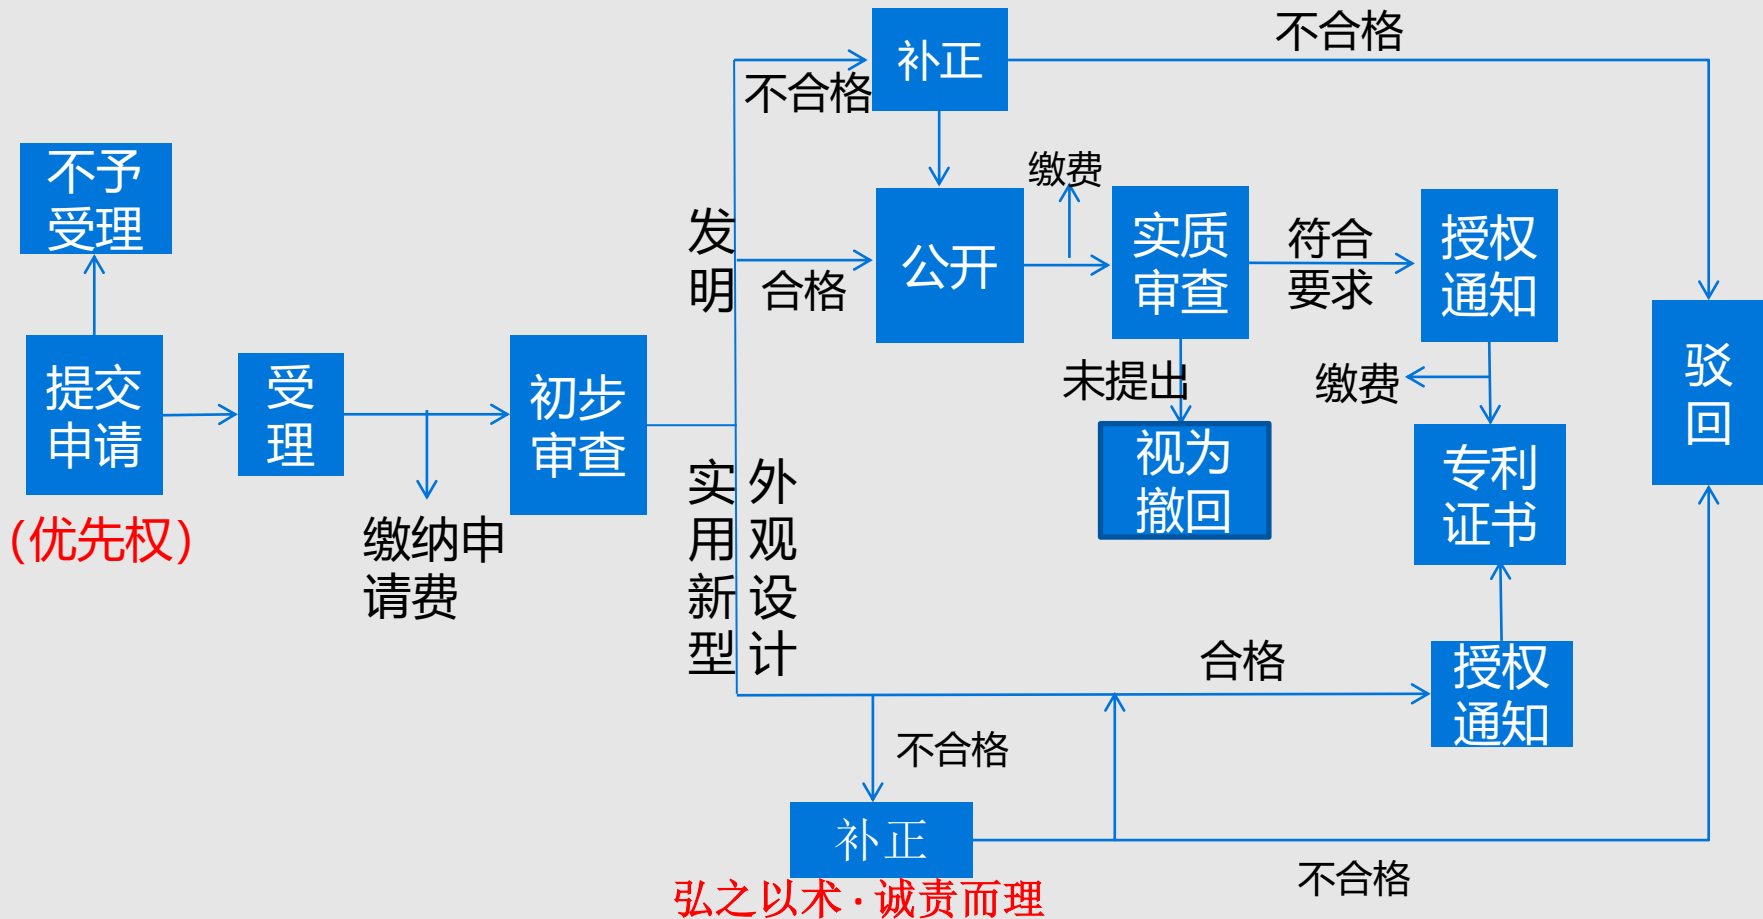 补正
不合格
不合格
不予
受理
缴费
发
明
公开
实质
审查
符合
要求
授权
通知
合格
提交
申请
受
理
初步
审查
未提出
缴费
驳
回
视为
撤回
专利
证书
(优先权)
缴纳申
请费
实
用
新
型
外
观
设
计
合格
授权
通知
不合格
补正
不合格
弘之以术·诚责而理